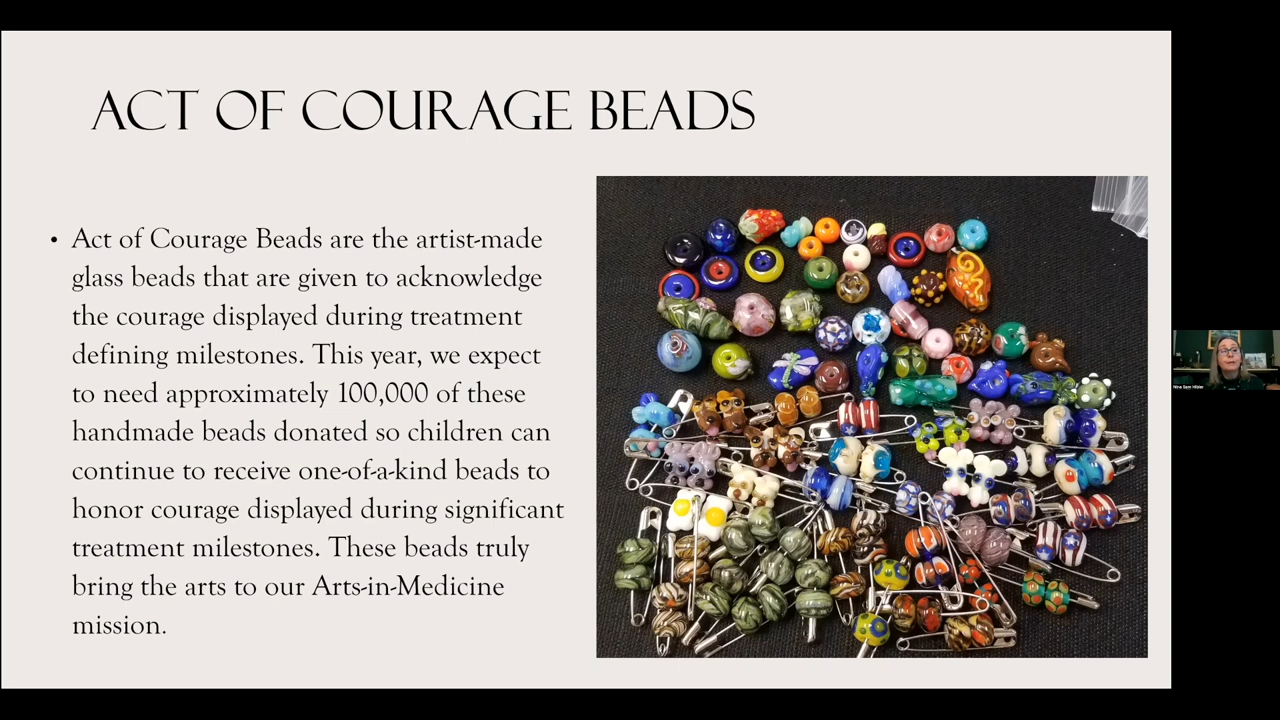 ACT OF COURAGE BEADS
• Act of Courage Beads are the artist-made
glass beads that are given to acknowledge
the courage displayed during treatment
defining milestones. This year, we expect
to need approximately 100,000 of these
handmade beads donated so children can
continue to receive one-of-a-kind beads to
honor courage displayed during significant
treatment milestones. These beads truly
bring the arts to our Arts-in-Medicine
mission.